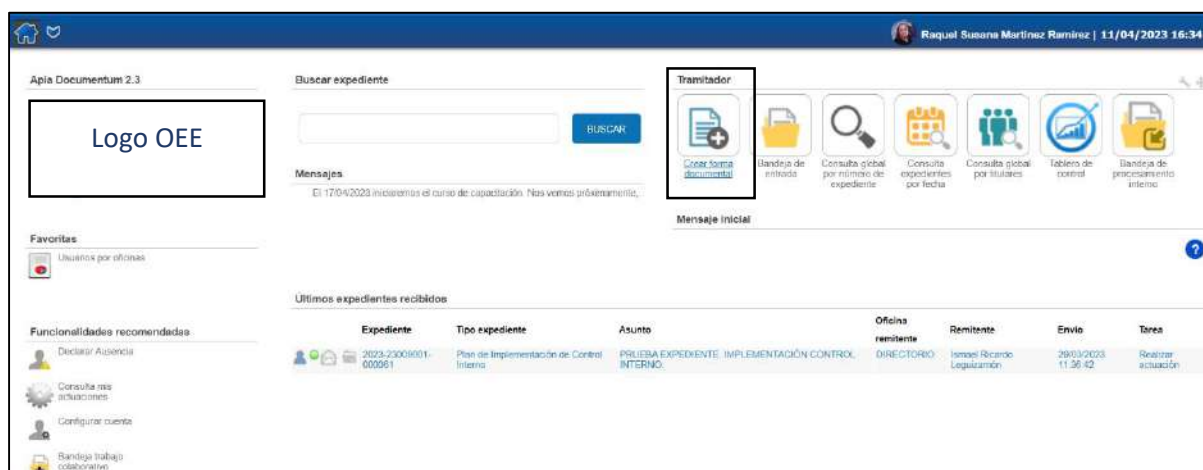 Raquel Susana Martínez Ramírez | 11/04/2023 16:34
Apia Documentum 2.3
Logo OEE
Favoritas
Usuarios por oficinas
Funcionalidades recomendadas
Declarar Ausencia
Consulta mis
actuaciones
Configurar cuenta
Bandeja trabajo
colaborativo
Buscar expediente
BUSCAR
Mensajes
El 17/04/2023 iniciaremos el curso de capacitación. Nos vemos próximamente,
Tramitador
Crear forma
documental
Bandeja de
entrada
Consulta global
por número de
expediente
Consulta
expedientes
por fecha
Consulta global
por titulares
Tablero de
control
Bandeja de
procesamiento
interno
Mensaje inicial
?
Últimos expedientes recibidos
Expediente
Tipo expediente
Asunto
Oficina
remitente
Remitente
Envío
Tarea
2023-23009001-
000061
Plan de Implementación de Control
Interno
PRUEBA EXPEDIENTE IMPLEMENTACIÓN CONTROL
INTERNO.
DIRECTORIO
Ismael Ricardo
Leguizamón
29/03/2023
11:36:42
Realizar
actuación